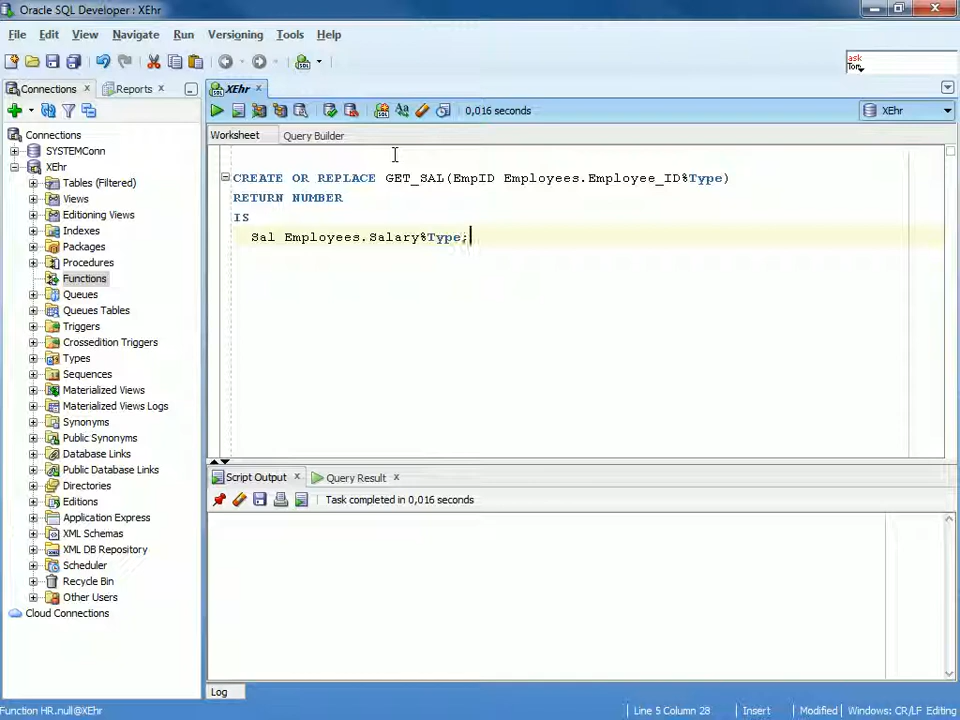 Oracle SQL Developer : XEhr
File Edit View Navigate Run Versioning Tools Help
ask
Tom
Connections Reports XEhr
0,016 seconds XEhr
Worksheet Query Builder
Connections
SYSTEMConn
XEhr
Tables (Filtered)
Views
Editioning Views
Indexes
Packages
Procedures
Functions
Queues
Queues Tables
Triggers
Crossedition Triggers
Types
Sequences
Materialized Views
Materialized Views Logs
Synonyms
Public Synonyms
Database Links
Public Database Links
Directories
Editions
Application Express
XML Schemas
XML DB Repository
Scheduler
Recycle Bin
Other Users
Cloud Connections
CREATE OR REPLACE GET_SAL(EmpID Employees.Employee_ID%Type)
RETURN NUMBER
IS
Sal Employees.Salary%Type;
Script Output Query Result
Task completed in 0,016 seconds
Log
Function HR.null@XEhr Line 5 Column 28 Insert Modified Windows: CR/LF Editing